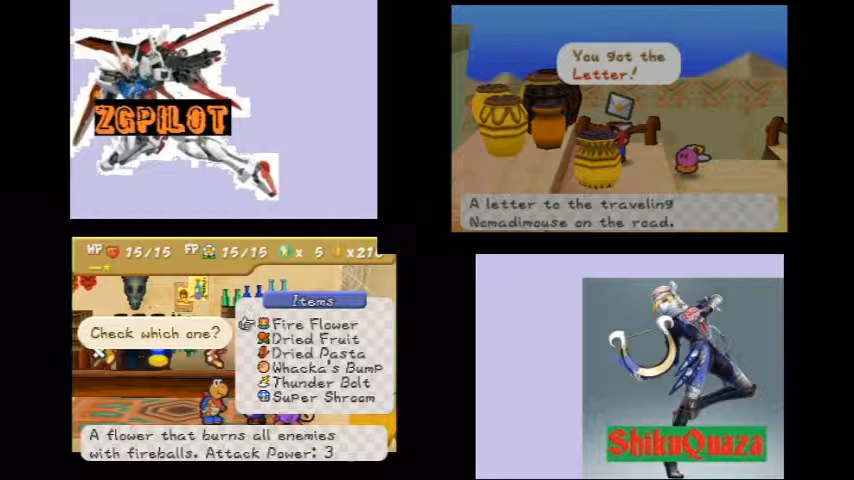 ZGPILOT
You got the
Letter!
A letter to the traveling
Nomadimouse on the road.
HP 15/15 FP 15/15 x 5 x210
Items
Check which one?
Fire Flower
Dried Fruit
Dried Pasta
Whacka's Bump
Thunder Bolt
Super Shroom
A flower that burns all enemies
with fireballs. Attack Power: 3
ShikuQuaza